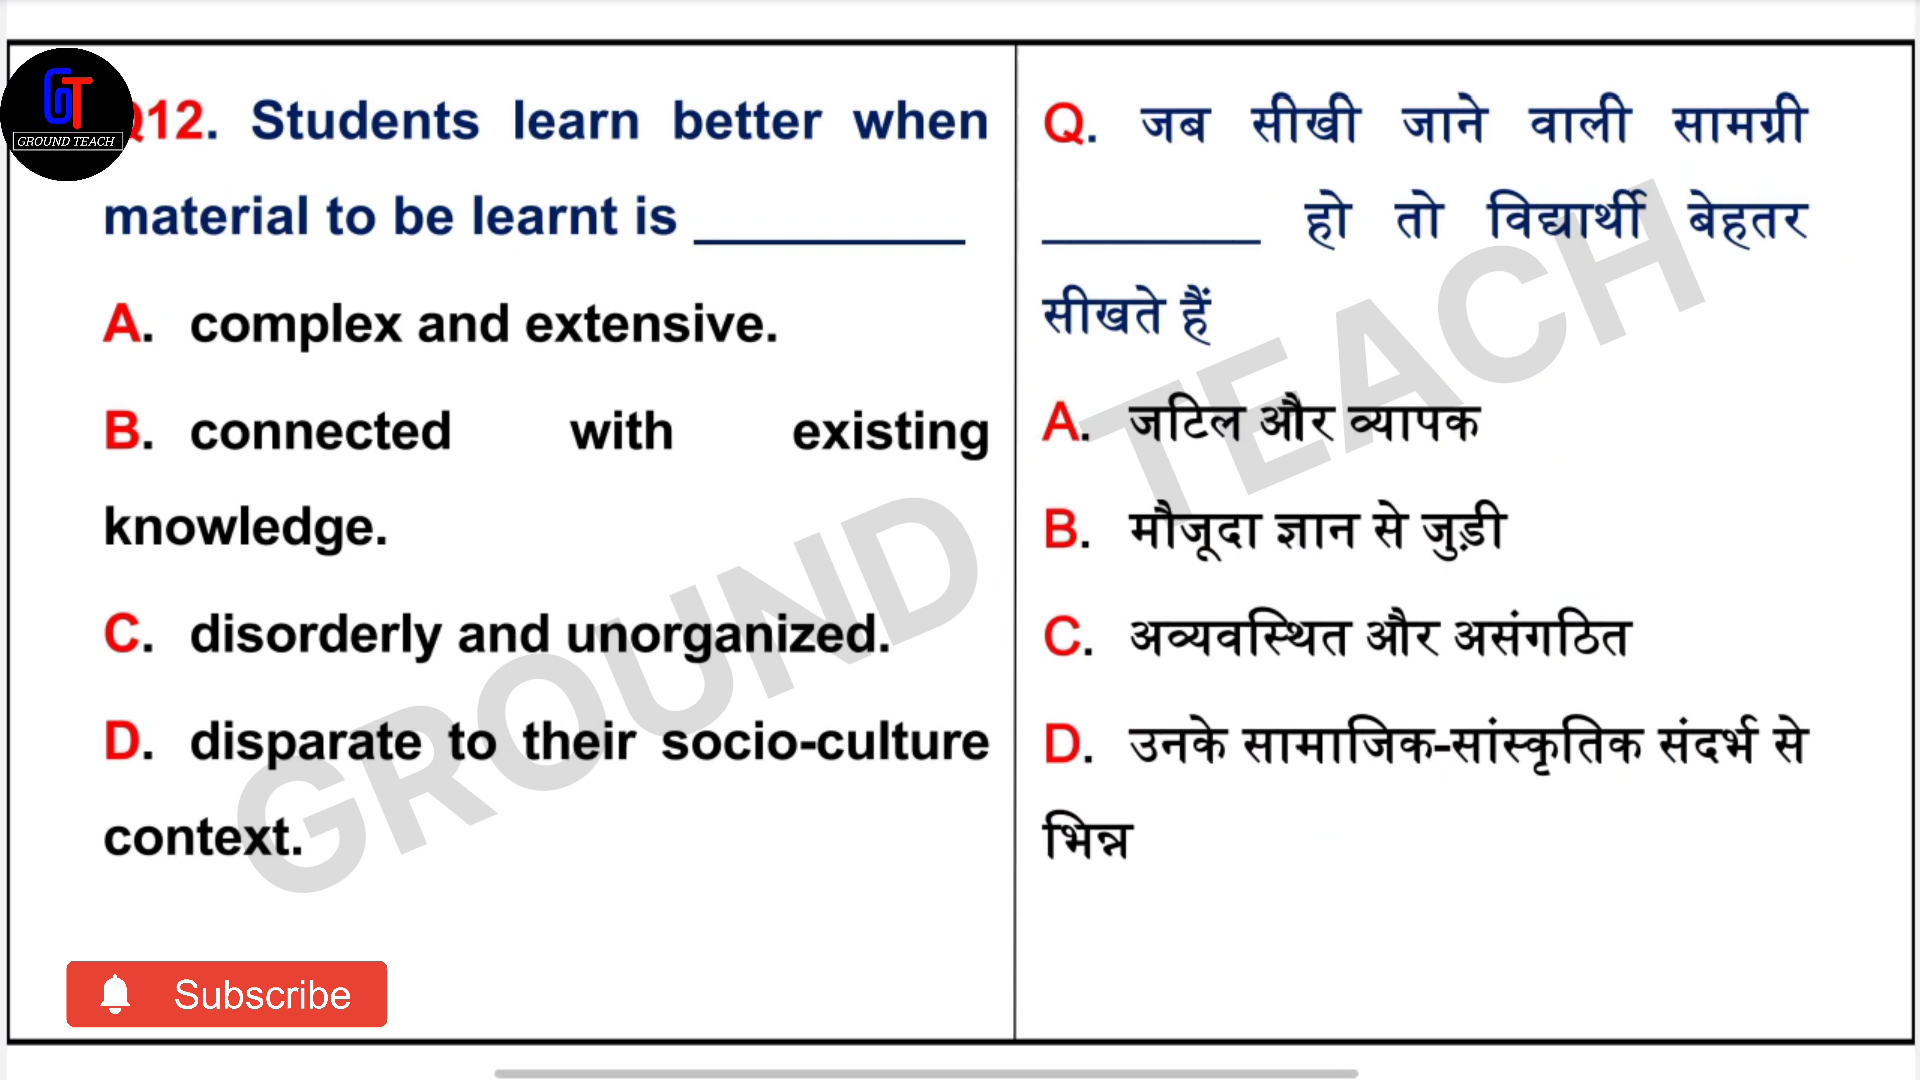 GT
GROUND TEACH
Q12. Students learn better when
material to be learnt is __________
A. complex and extensive.
B. connected with existing
knowledge.
C. disorderly and unorganized.
D. disparate to their socio-culture
context.
Q. जब सीखी जाने वाली सामग्री
________ हो तो विद्यार्थी बेहतर
सीखते हैं
A. जटिल और व्यापक
B. मौजूदा ज्ञान से जुड़ी
C. अव्यवस्थित और असंगठित
D. उनके सामाजिक-सांस्कृतिक संदर्भ से
भिन्न
GROUND TEACH
Subscribe